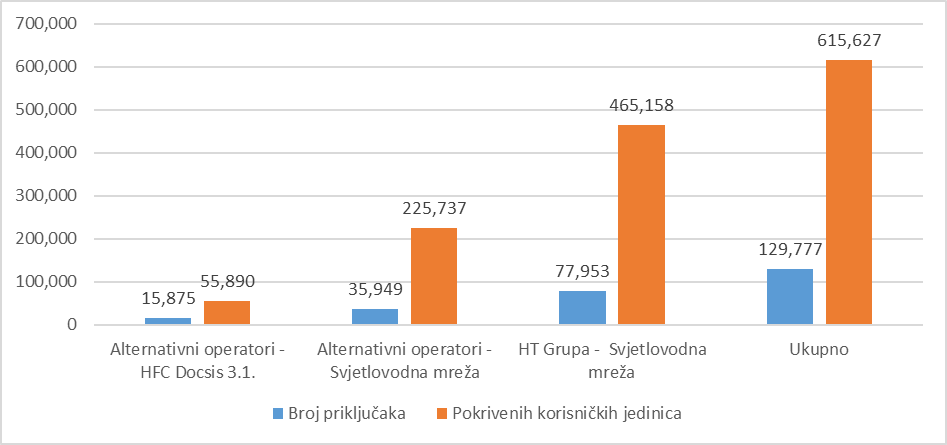 700,000
600,000
500,000
400,000
300,000
200,000
100,000
0
15,875
55,890
35,949
225,737
77,953
465,158
129,777
615,627
Alternativni operatori -
HFC Docsis 3.1.
Alternativni operatori -
Svjetlovodna mreža
HT Grupa - Svjetlovodna
mreža
Ukupno
Broj priključaka
Pokrivenih korisničkih jedinica